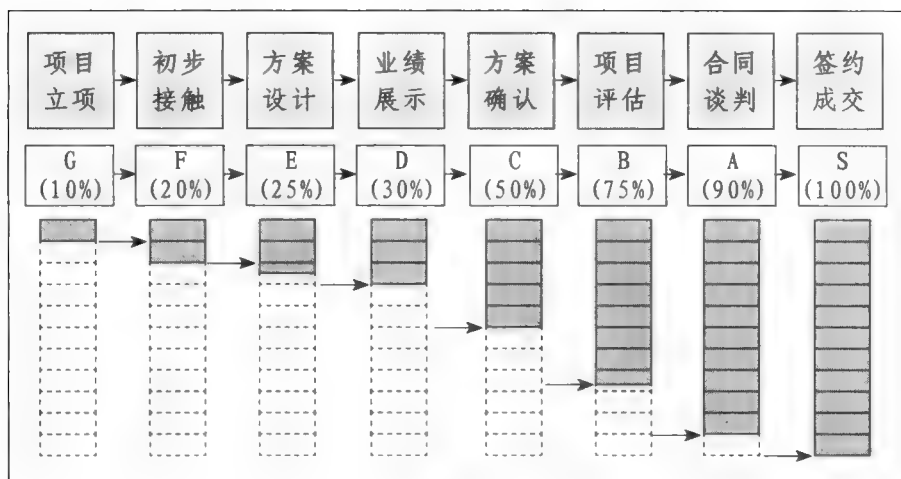 项目 初步 方案 业绩 方案 项目 合同 签约
立项 接触 设计 展示 确认 评估 谈判 成交
G F E D C B A S
(10%) (20%) (25%) (30%) (50%) (75%) (90%) (100%)